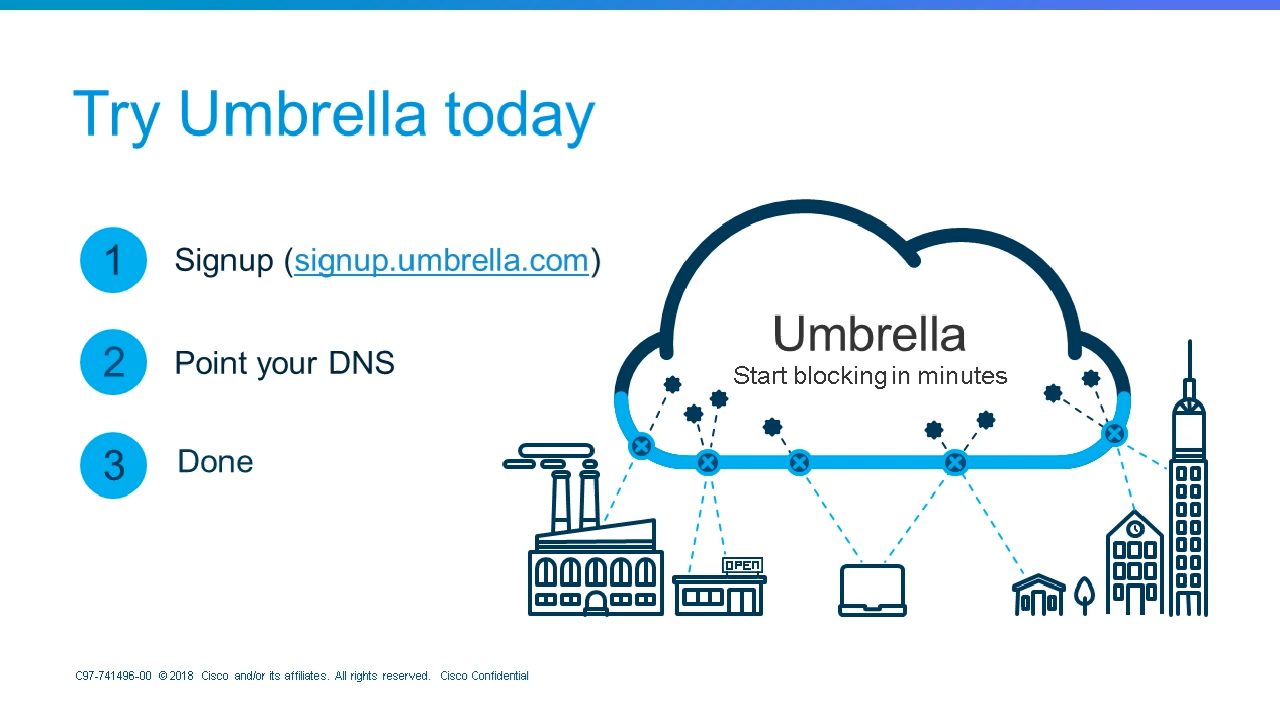 Try Umbrella today
1 Signup (signup.umbrella.com)
2 Point your DNS
3 Done
Umbrella
Start blocking in minutes
OPEN
C97-741496-00 © 2018 Cisco and/or its affiliates. All rights reserved. Cisco Confidential